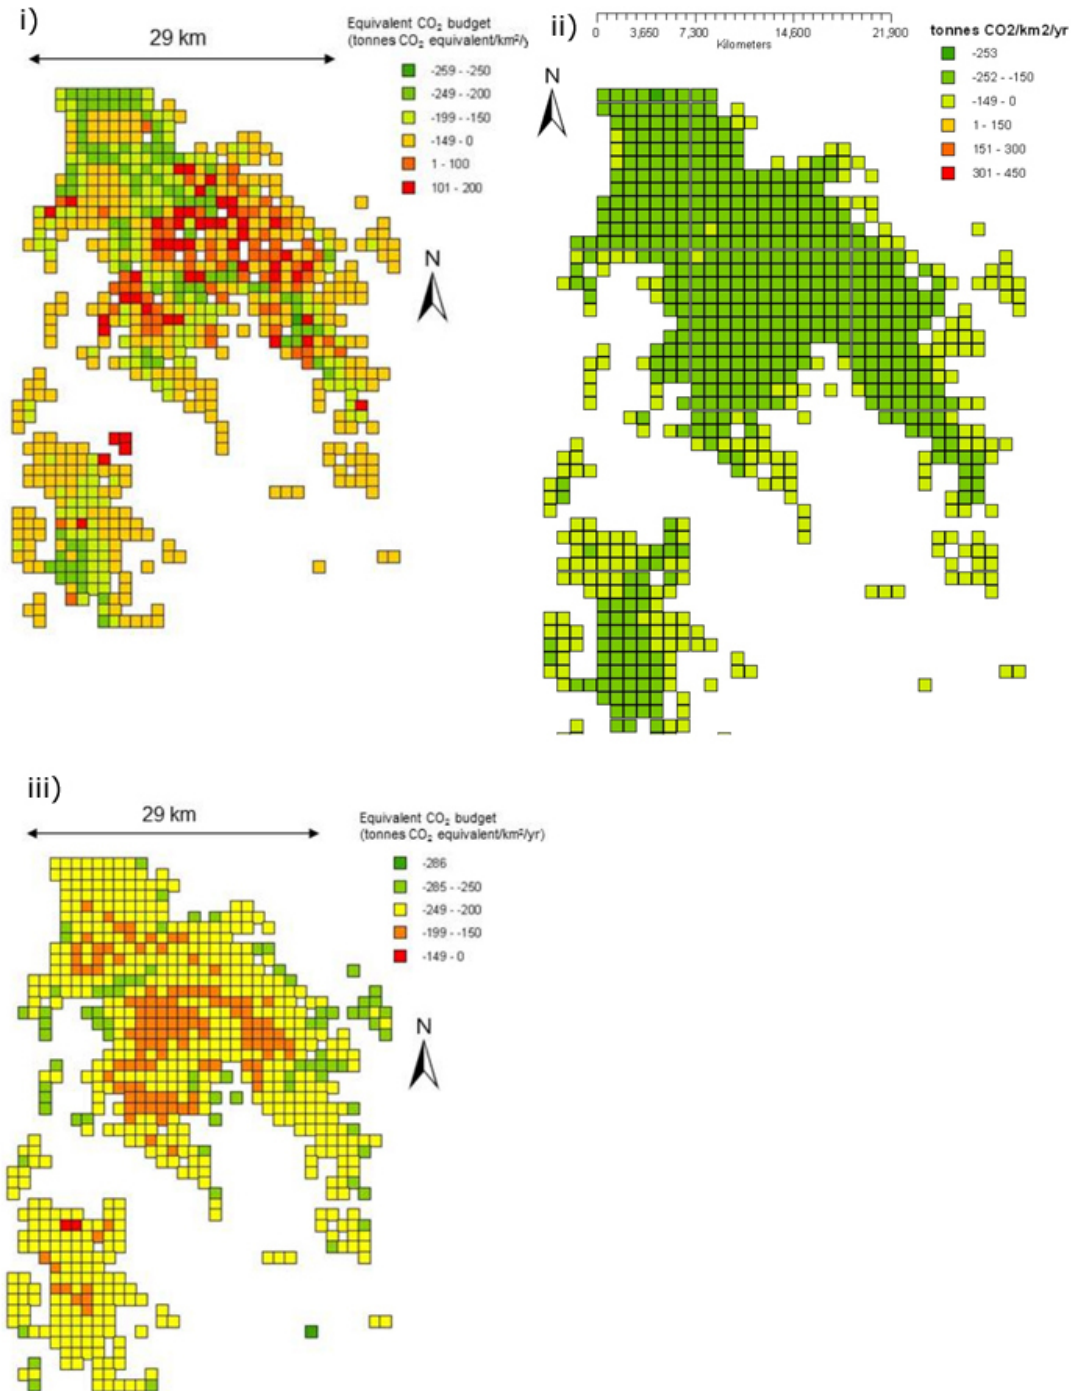 i)
29 km
Equivalent CO₂ budget
(tonnes CO₂ equivalent/km²/y
-259 - -250
-249 - -200
-199 - -150
-149 - 0
1 - 100
101 - 200
N
ii)
0 3,650 7,300 14,600 21,900
Kilometers
N
tonnes CO2/km2/yr
-253
-252 - -150
-149 - 0
1 - 150
151 - 300
301 - 450
iii)
29 km
Equivalent CO₂ budget
(tonnes CO₂ equivalent/km²/yr)
-286
-285 - -250
-249 - -200
-199 - -150
-149 - 0
N